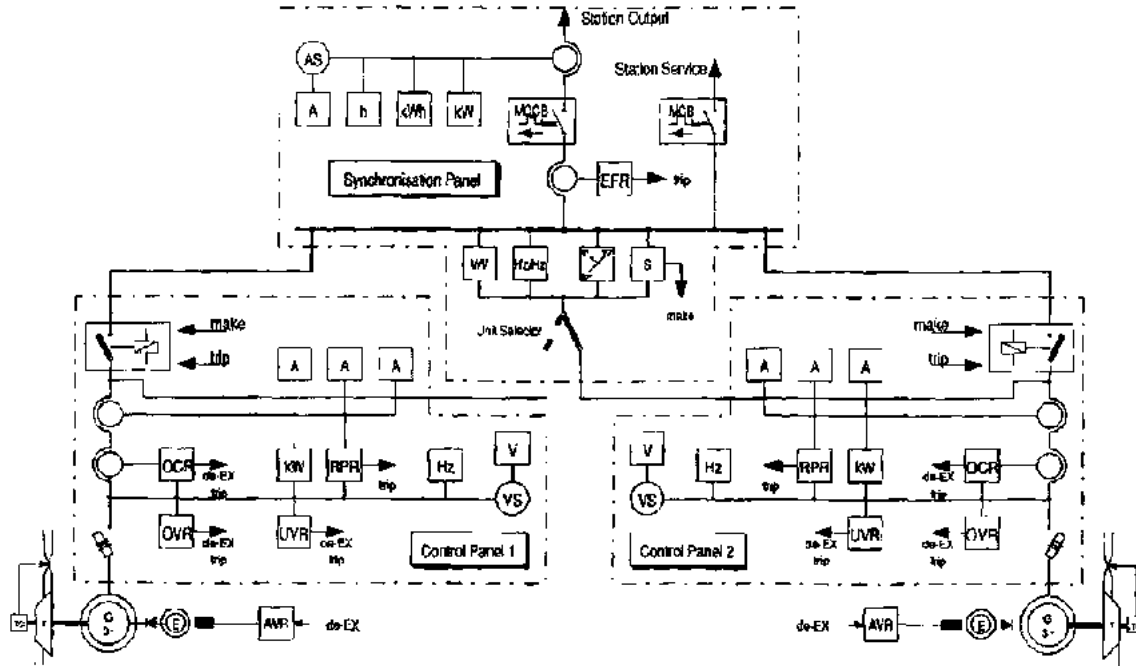 Station Output
AS
Station Service
A
h
kWh
kW
MCCB
MCB
Synchronisation Panel
EFR
trip
Hz/Hz
S
make
Unit Selector
make
trip
A
A
A
A
A
A
make
trip
OCR
de-EX
trip
kW
RPR
trip
Hz
V
VS
V
VS
Hz
RPR
trip
kW
OCR
de-EX
trip
OVR
de-EX
trip
UVR
de-EX
trip
Control Panel 1
Control Panel 2
UVR
de-EX
trip
OVR
de-EX
trip
G
E
AVR
de-EX
de-EX
AVR
E
G